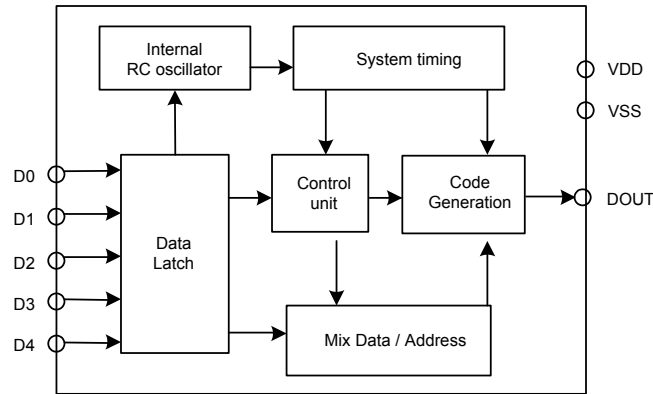 Internal
RC oscillator
System timing
VDD
VSS
D0
D1
D2
D3
D4
Data
Latch
Control
unit
Code
Generation
DOUT
Mix Data / Address